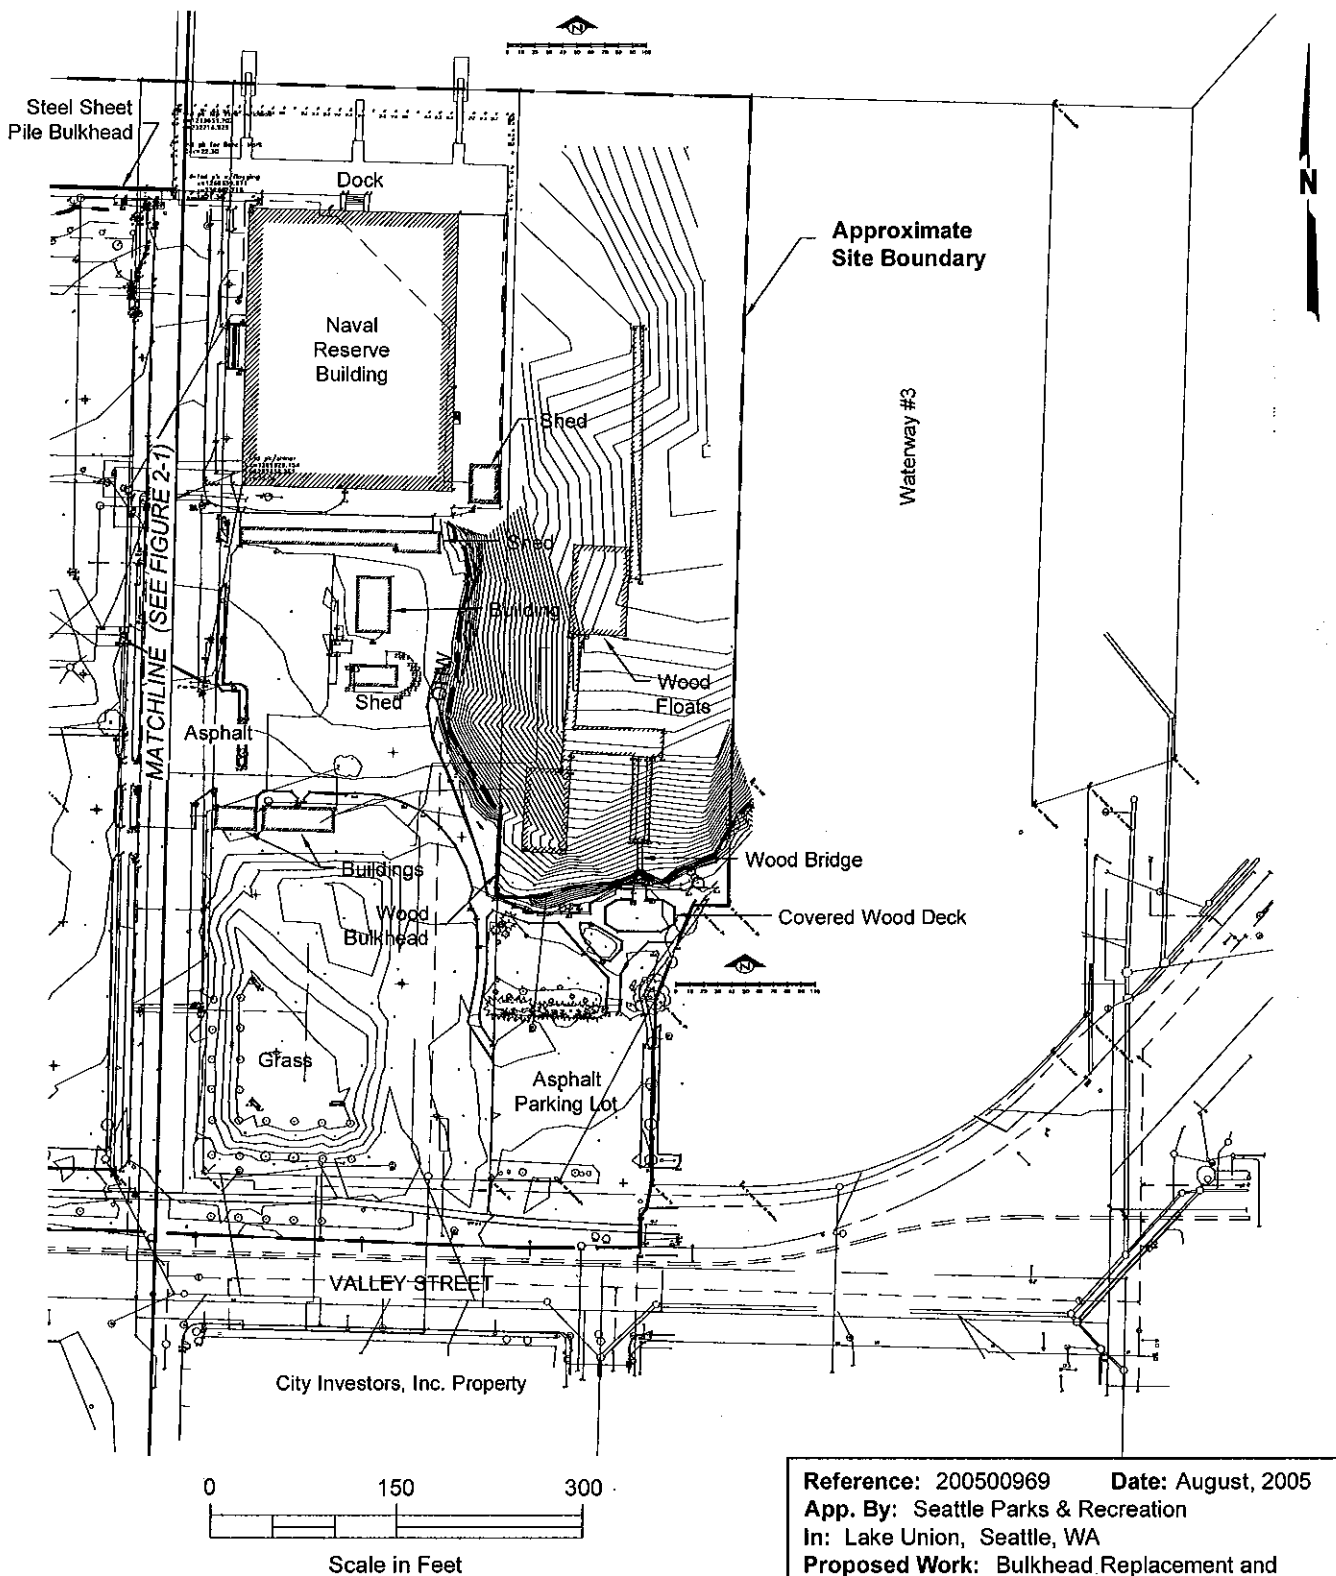 N
Steel Sheet
Pile Bulkhead
Dock
N
Approximate
Site Boundary
Naval
Reserve
Building
Shed
Waterway #3
MATCHLINE (SEE FIGURE 2-1)
Shed
Building
OHW
Wood
Floats
Shed
Asphalt
Wood Bridge
Buildings
Wood
Bulkhead
Covered Wood Deck
N
Grass
Asphalt
Parking Lot
VALLEY STREET
City Investors, Inc. Property
0 150 300
Scale in Feet
Reference: 200500969 Date: August, 2005
App. By: Seattle Parks & Recreation
In: Lake Union, Seattle, WA
Proposed Work: Bulkhead Replacement and